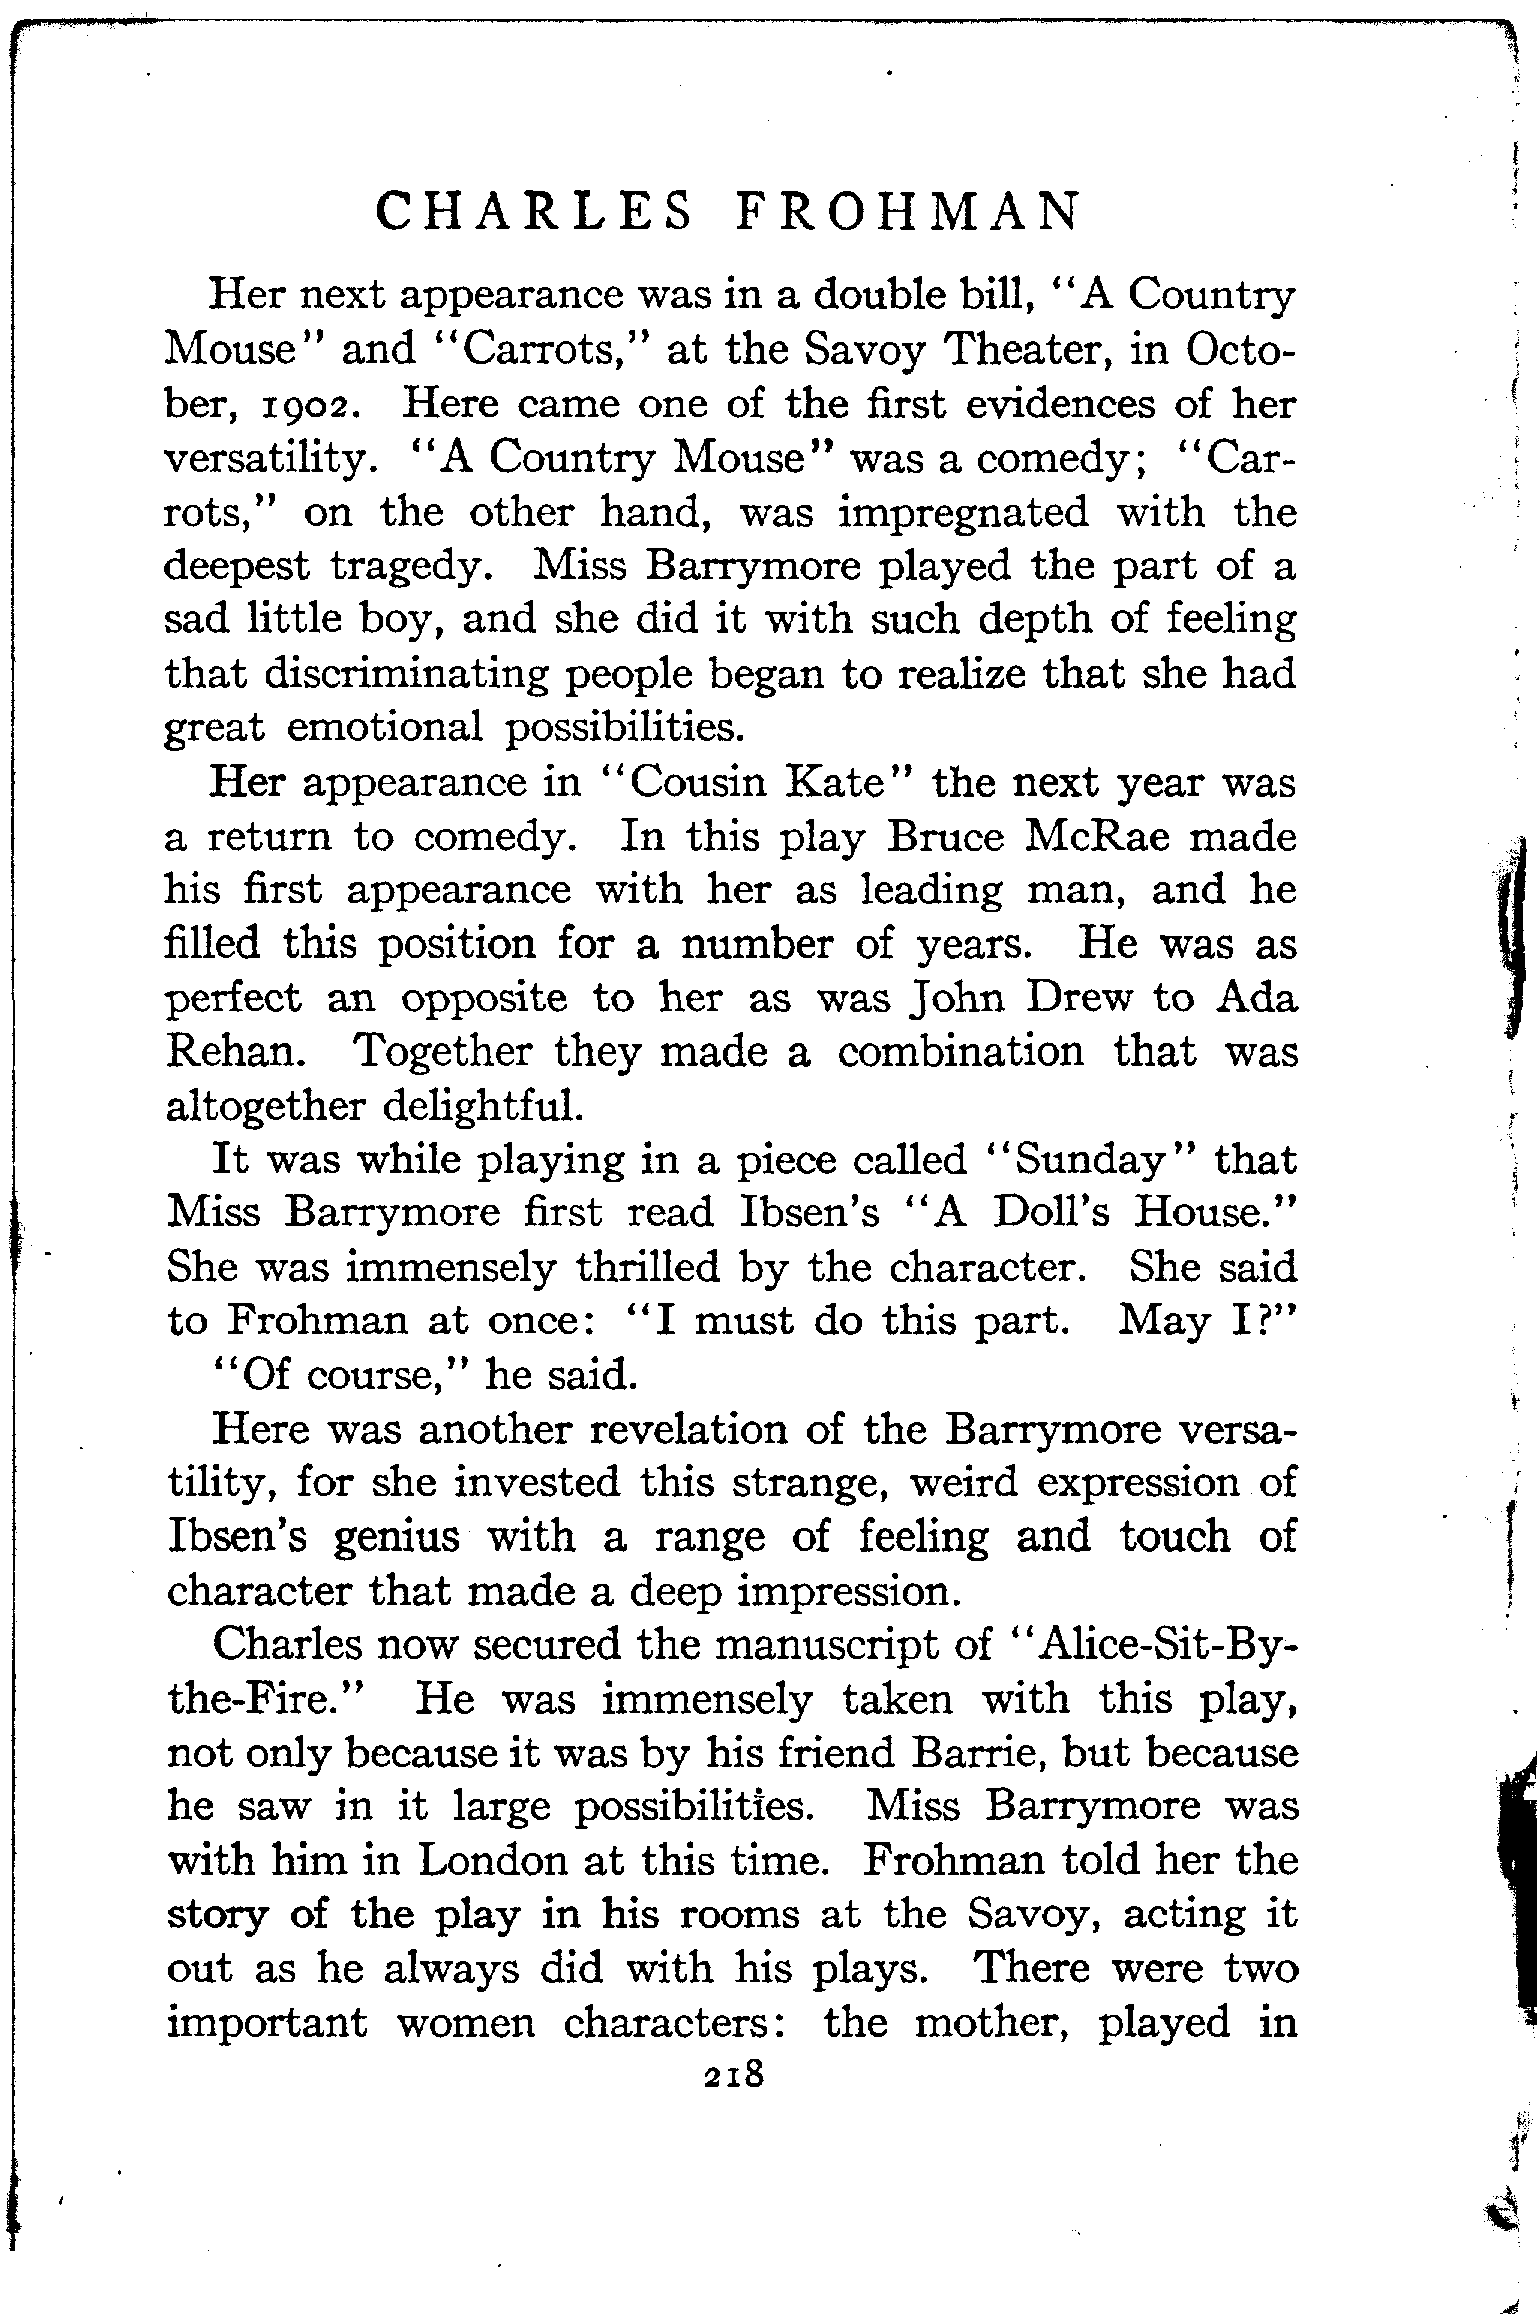 CHARLES FROHMAN
Her next appearance was in a double bill, "A Country
Mouse" and "Carrots," at the Savoy Theater, in Octo-
ber, 1902. Here came one of the first evidences of her
versatility. "A Country Mouse" was a comedy; "Car-
rots," on the other hand, was impregnated with the
deepest tragedy. Miss Barrymore played the part of a
sad little boy, and she did it with such depth of feeling
that discriminating people began to realize that she had
great emotional possibilities.
Her appearance in "Cousin Kate" the next year was
a return to comedy. In this play Bruce McRae made
his first appearance with her as leading man, and he
filled this position for a number of years. He was as
perfect an opposite to her as was John Drew to Ada
Rehan. Together they made a combination that was
altogether delightful.
It was while playing in a piece called "Sunday" that
Miss Barrymore first read Ibsen's "A Doll's House."
She was immensely thrilled by the character. She said
to Frohman at once: "I must do this part. May I?"
"Of course," he said.
Here was another revelation of the Barrymore versa-
tility, for she invested this strange, weird expression of
Ibsen's genius with a range of feeling and touch of
character that made a deep impression.
Charles now secured the manuscript of "Alice-Sit-By-
the-Fire." He was immensely taken with this play,
not only because it was by his friend Barrie, but because
he saw in it large possibilities. Miss Barrymore was
with him in London at this time. Frohman told her the
story of the play in his rooms at the Savoy, acting it
out as he always did with his plays. There were two
important women characters: the mother, played in
218